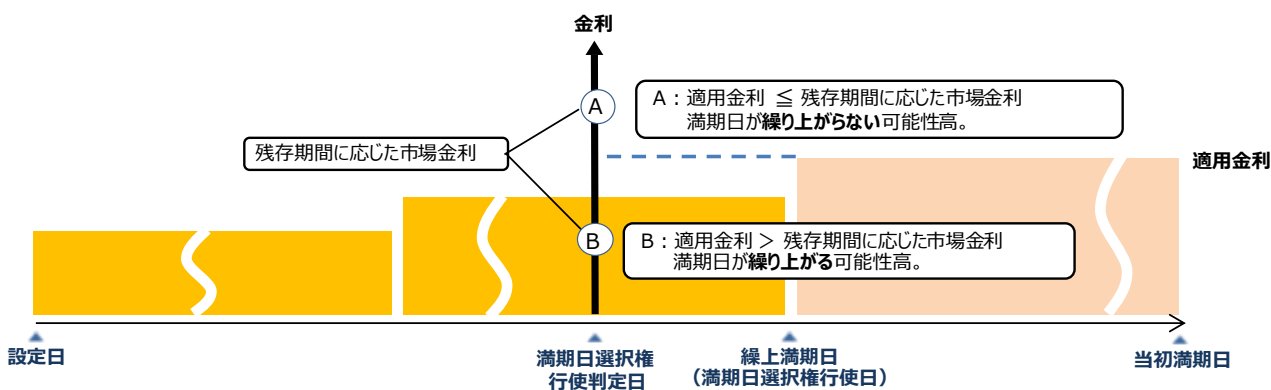 金利
A
A：適用金利 ≦ 残存期間に応じた市場金利
満期日が繰り上がらない可能性高。
残存期間に応じた市場金利
適用金利
B
B：適用金利 > 残存期間に応じた市場金利
満期日が繰り上がる可能性高。
設定日
満期日選択権
行使判定日
繰上満期日
（満期日選択権行使日）
当初満期日